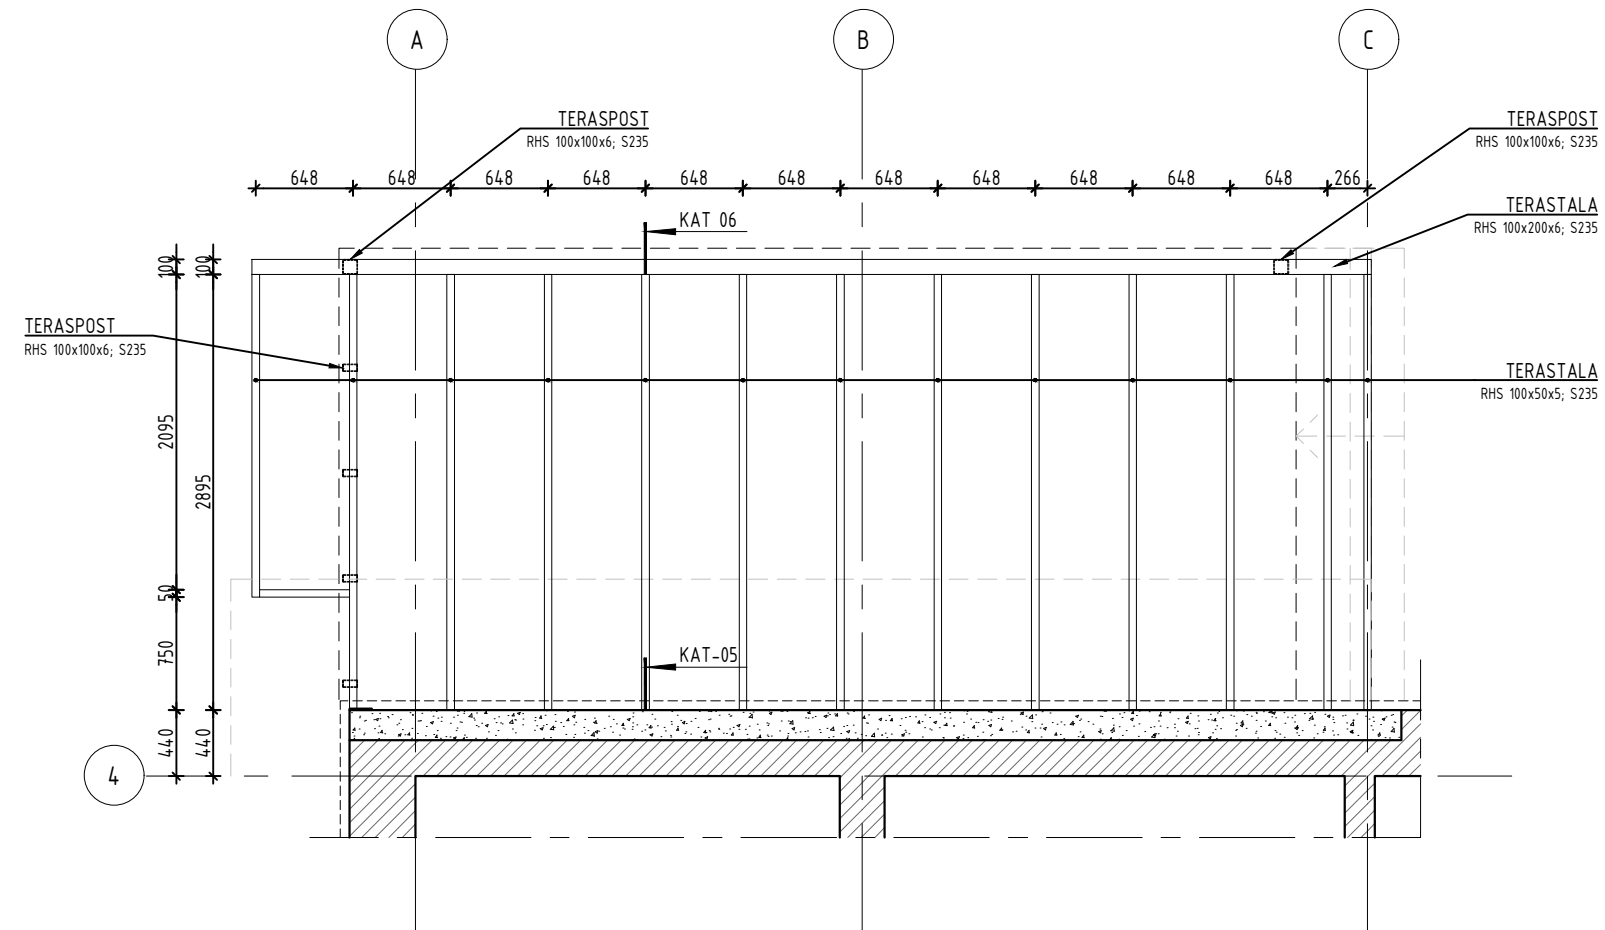 A
B
C
TERASPOST
RHS 100x100x6; S235
TERASPOST
RHS 100x100x6; S235
648
648
648
648
648
648
648
648
648
648
648
266
TERASTALA
RHS 100x200x6; S235
KAT 06
100
100
TERASPOST
RHS 100x100x6; S235
TERASTALA
RHS 100x50x5; S235
2095
2895
50
750
KAT-05
440
440
4